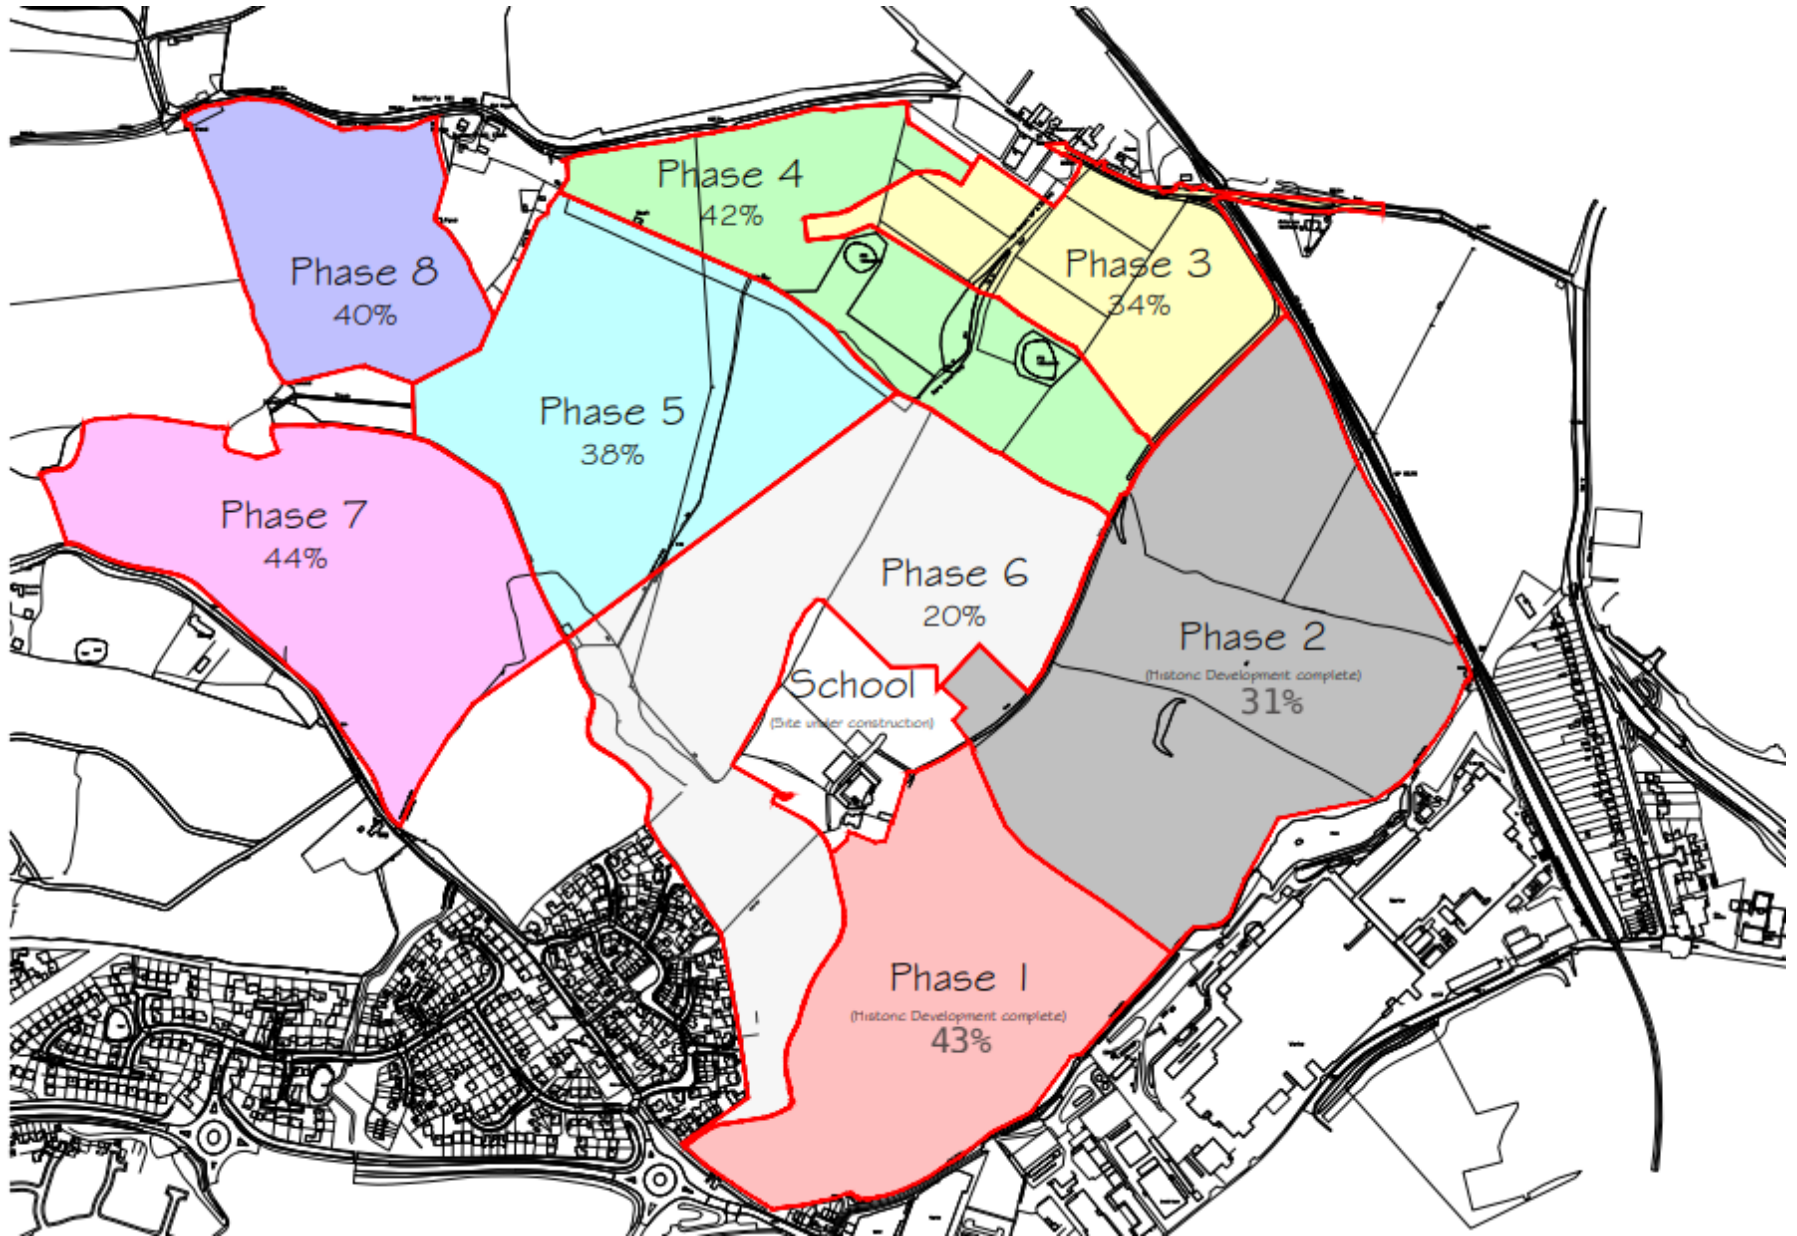 Phase 4
42%
Phase 8
40%
Phase 3
34%
Phase 5
38%
Phase 7
44%
Phase 6
20%
Phase 2
(Historic Development complete)
31%
School
(Site under construction)
Phase 1
(Historic Development complete)
43%